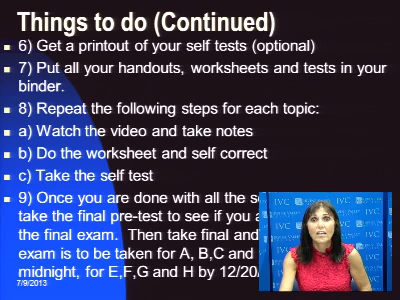 Things to do (Continued)
6) Get a printout of your self tests (optional)
7) Put all your handouts, worksheets and tests in your
binder.
8) Repeat the following steps for each topic:
a) Watch the video and take notes
b) Do the worksheet and self correct
c) Take the self test
9) Once you are done with all the
take the final pre-test to see if you
the final exam. Then take final and
exam is to be taken for A, B,C and
midnight, for E,F,G and H by 12/20/
7/9/2013
IVC
IVC
IVC
IVC